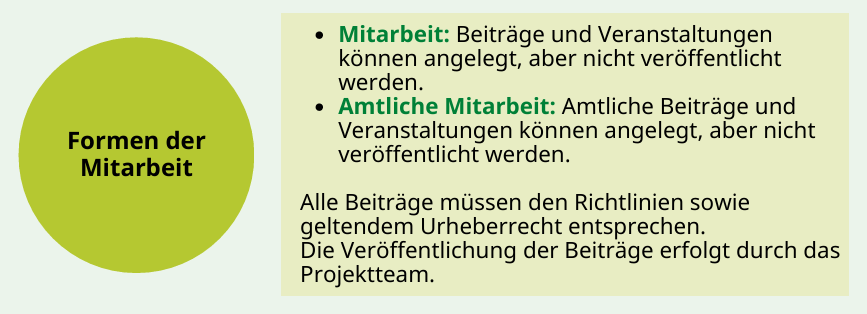 Formen der
Mitarbeit
• Mitarbeit: Beiträge und Veranstaltungen
können angelegt, aber nicht veröffentlicht
werden.
• Amtliche Mitarbeit: Amtliche Beiträge und
Veranstaltungen können angelegt, aber nicht
veröffentlicht werden.
Alle Beiträge müssen den Richtlinien sowie
geltendem Urheberrecht entsprechen.
Die Veröffentlichung der Beiträge erfolgt durch das
Projektteam.